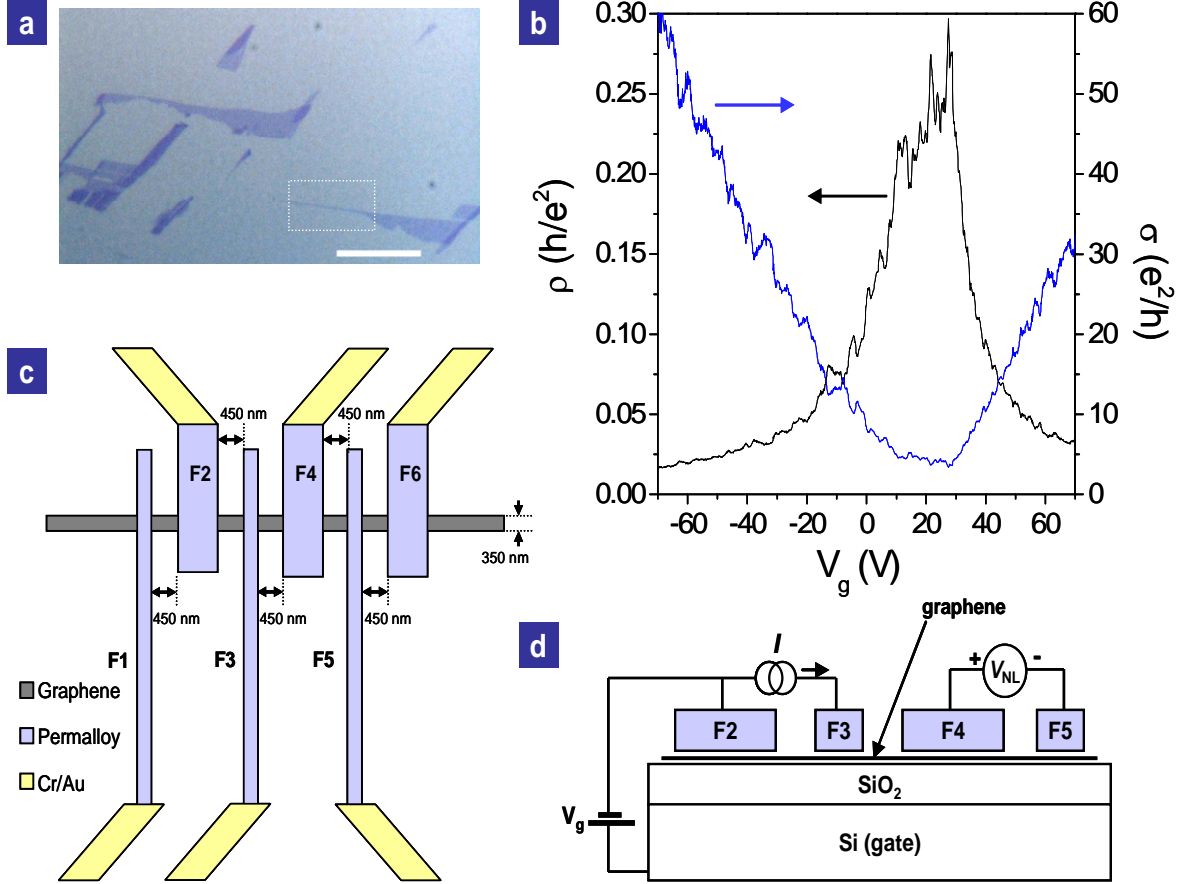 a
b
0.30
0.25
0.20
0.15
0.10
0.05
0.00
ρ (h/e²)
60
50
40
30
20
10
0
σ (e²/h)
-60 -40 -20 0 20 40 60
V_g (V)
c
450 nm
450 nm
F2
F4
F6
350 nm
450 nm
450 nm
450 nm
F1
F3
F5
Graphene
Permalloy
Cr/Au
d
graphene
I
+ V_NL -
F2
F3
F4
F5
SiO₂
V_g
Si (gate)